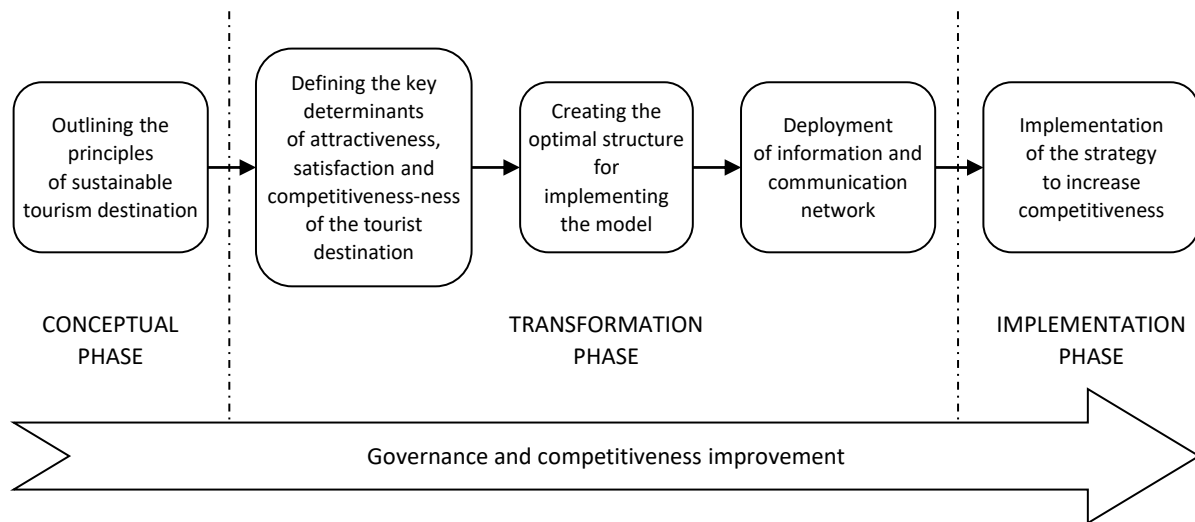 Outlining the
principles
of sustainable
tourism destination
Defining the key
determinants
of attractiveness,
satisfaction and
competitiveness-ness
of the tourist
destination
Creating the
optimal structure
for
implementing
the model
Deployment
of information and
communication
network
Implementation
of the strategy
to increase
competitiveness
CONCEPTUAL
PHASE
TRANSFORMATION
PHASE
IMPLEMENTATION
PHASE
Governance and competitiveness improvement